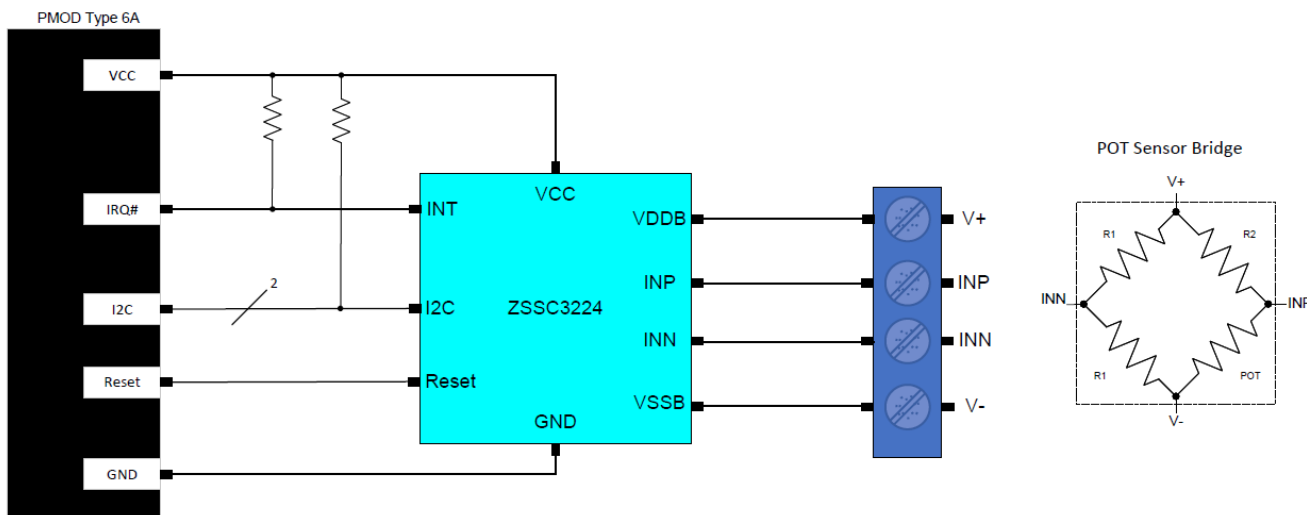 PMOD Type 6A
VCC
IRQ#
I2C
Reset
GND
2
VCC
INT
I2C
Reset
GND
ZSSC3224
VDDB
INP
INN
VSSB
V+
INP
INN
V-
POT Sensor Bridge
V+
R1
R2
INN
INP
R1
POT
V-